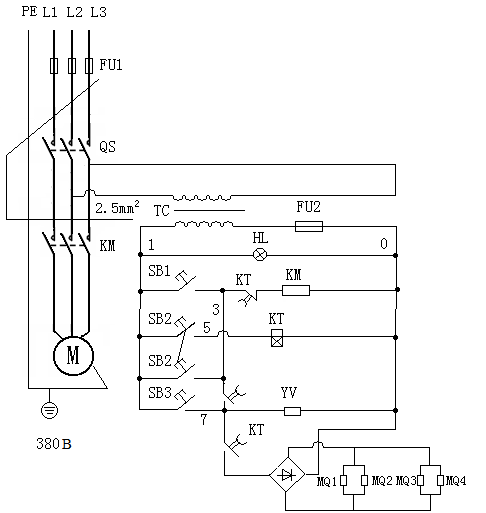 PE L1 L2 L3
FU1
QS
2.5mm²
TC
FU2
1
0
HL
KM
SB1
KT
KM
3
SB2
5
KT
SB2
SB3
7
YV
M
KT
380В
MQ1
MQ2
MQ3
MQ4